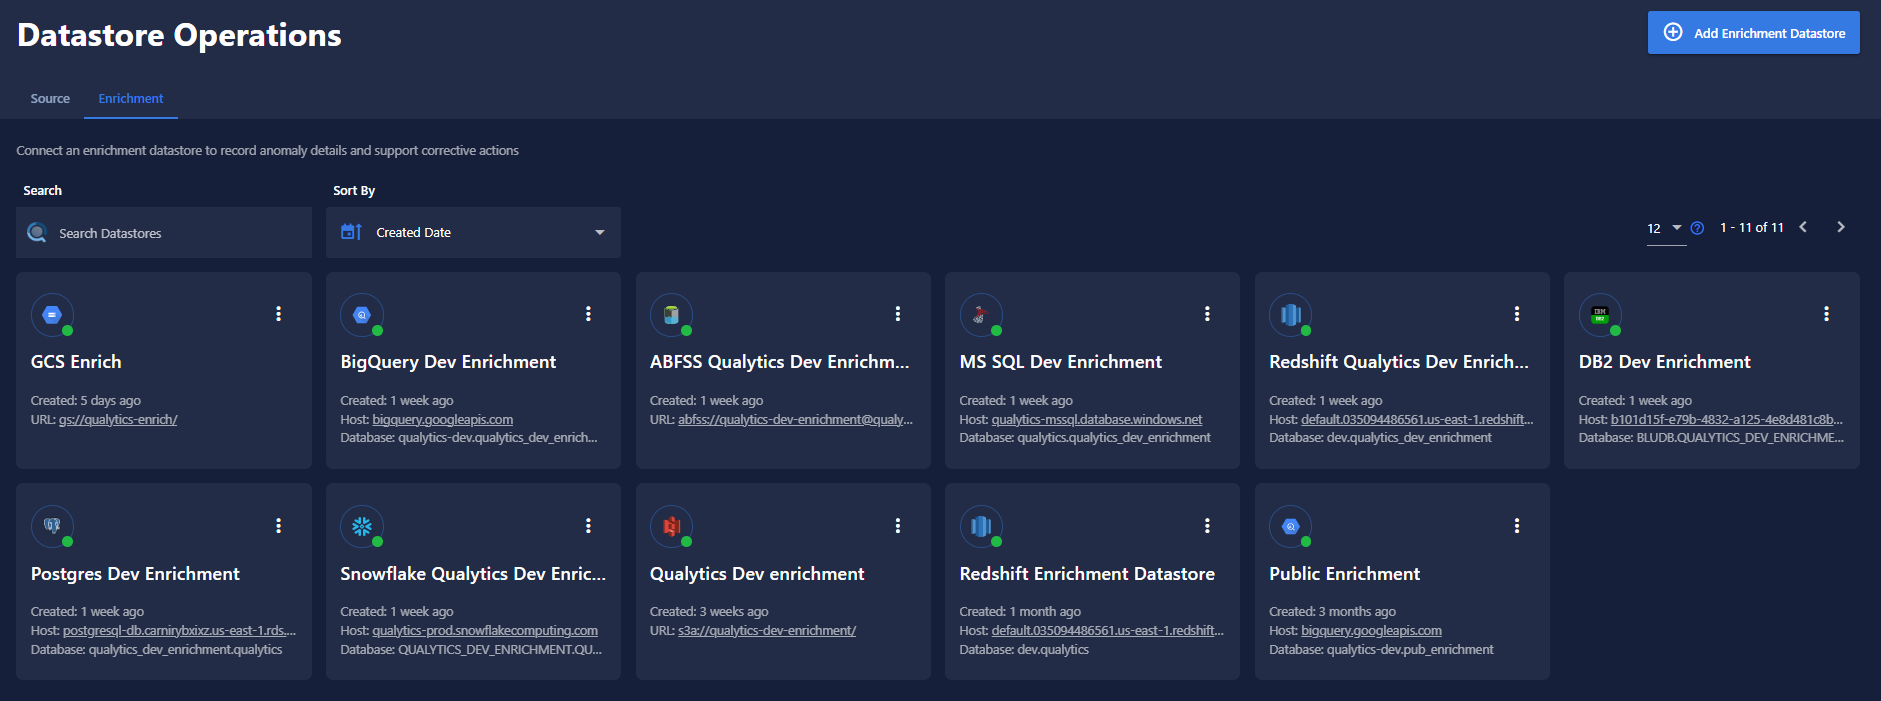 Datastore Operations
Add Enrichment Datastore
Source
Enrichment
Connect an enrichment datastore to record anomaly details and support corrective actions
Search
Sort By
Search Datastores
Created Date
12
1 - 11 of 11
GCS Enrich
Created: 5 days ago
URL: gs://qualytics-enrich/
BigQuery Dev Enrichment
Created: 1 week ago
Host: bigquery.googleapis.com
Database: qualytics-dev.qualytics_dev_enrich...
ABFSS Qualytics Dev Enrichm...
Created: 1 week ago
URL: abfss://qualytics-dev-enrichment@qualy...
MS SQL Dev Enrichment
Created: 1 week ago
Host: qualytics-mssql.database.windows.net
Database: qualytics.qualytics_dev_enrichment
Redshift Qualytics Dev Enrich...
Created: 1 week ago
Host: default.035094486561.us-east-1.redshift...
Database: dev.qualytics_dev_enrichment
IBM
DB2
DB2 Dev Enrichment
Created: 1 week ago
Host: b101d15f-e79b-4832-a125-4e8d481c8b...
Database: BLUDB.QUALYTICS_DEV_ENRICHME...
Postgres Dev Enrichment
Created: 1 week ago
Host: postgresql-db.carnirybxixz.us-east-1.rds....
Database: qualytics_dev_enrichment.qualytics
Snowflake Qualytics Dev Enric...
Created: 1 week ago
Host: qualytics-prod.snowflakecomputing.com
Database: QUALYTICS_DEV_ENRICHMENT.QU...
Qualytics Dev enrichment
Created: 3 weeks ago
URL: s3a://qualytics-dev-enrichment/
Redshift Enrichment Datastore
Created: 1 month ago
Host: default.035094486561.us-east-1.redshift...
Database: dev.qualytics
Public Enrichment
Created: 3 months ago
Host: bigquery.googleapis.com
Database: qualytics-dev.pub_enrichment